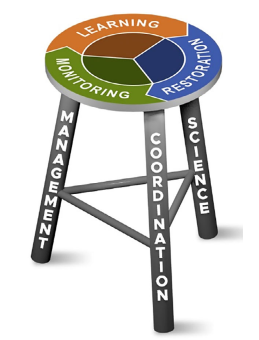 LEARNING
RESTORATION
MONITORING
MANAGEMENT
COORDINATION
SCIENCE